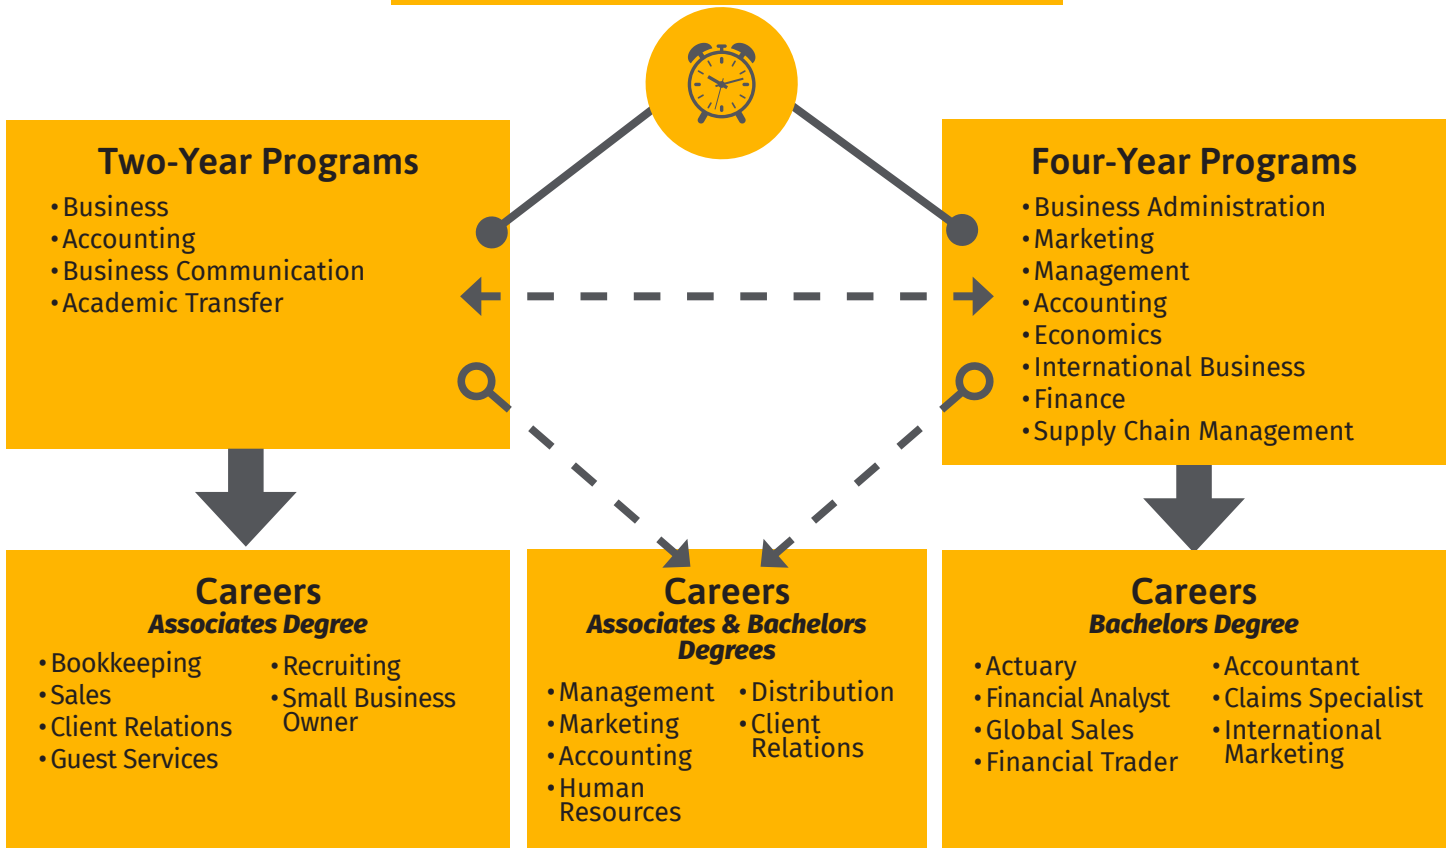 Two-Year Programs
•Business
•Accounting
•Business Communication
•Academic Transfer
Four-Year Programs
•Business Administration
•Marketing
•Management
•Accounting
•Economics
•International Business
•Finance
•Supply Chain Management
Careers
Associates Degree
•Bookkeeping
•Sales
•Client Relations
•Guest Services
•Recruiting
•Small Business
Owner
Careers
Associates & Bachelors
Degrees
•Management
•Marketing
•Accounting
•Human
Resources
•Distribution
•Client
Relations
Careers
Bachelors Degree
•Actuary
•Financial Analyst
•Global Sales
•Financial Trader
•Accountant
•Claims Specialist
•International
Marketing